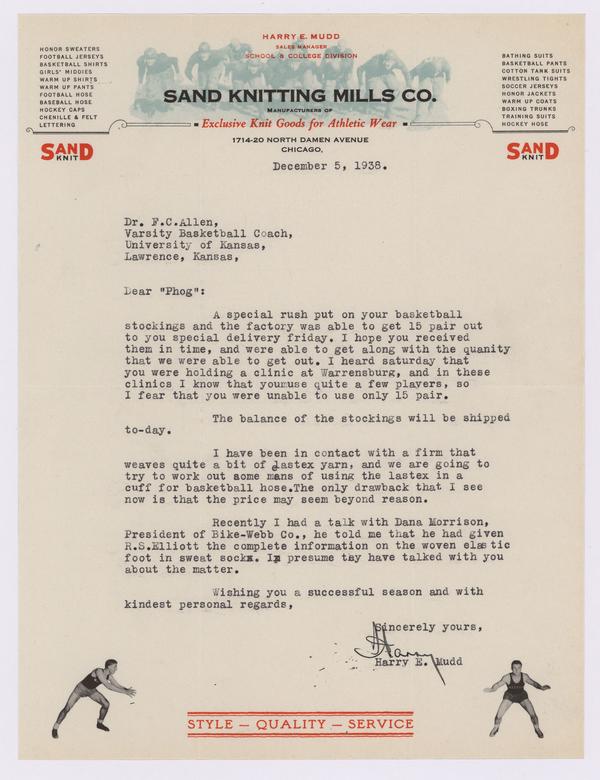 HARRY E. MUDD
SALES MANAGER
SCHOOL & COLLEGE DIVISION
HONOR SWEATERS
FOOTBALL JERSEYS
BASKETBALL SHIRTS
GIRLS' MIDDIES
WARM UP SHIRTS
WARM UP PANTS
FOOTBALL HOSE
BASEBALL HOSE
HOCKEY CAPS
CHENILLE & FELT
LETTERING
SAND KNITTING MILLS CO.
MANUFACTURERS OF
Exclusive Knit Goods for Athletic Wear
BATHING SUITS
BASKETBALL PANTS
COTTON TANK SUITS
WRESTLING TIGHTS
SOCCER JERSEYS
HONOR JACKETS
WARM UP COATS
BOXING TRUNKS
TRAINING SUITS
HOCKEY HOSE
SAND
KNIT
1714-20 NORTH DAMEN AVENUE
CHICAGO,
SAND
KNIT
December 5, 1938.
Dr. F.C.Allen,
Varsity Basketball Coach,
University of Kansas,
Lawrence, Kansas,
Dear "Phog":
A special rush put on your basketball
stockings and the factory was able to get 15 pair out
to you special delivery friday. I hope you received
them in time, and were able to get along with the quanity
that we were able to get out. I heard saturday that
you were holding a clinic at Warrensburg, and in these
clinics I know that youmuse quite a few players, so
I fear that you were unable to use only 15 pair.
The balance of the stockings will be shipped
to-day.
I have been in contact with a firm that
weaves quite a bit of lastex yarn, and we are going to
try to work out some mans of using the lastex in a
cuff for basketball hose.The only drawback that I see
now is that the price may seem beyond reason.
Recently I had a talk with Dana Morrison,
President of Bike-Webb Co., he told me that he had given
R.S.Elliott the complete information on the woven elastic
foot in sweat socks. I presume thy have talked with you
about the matter.
Wishing you a successful season and with
kindest personal regards,
Sincerely yours,
Harry
Harry E. Mudd
STYLE — QUALITY — SERVICE